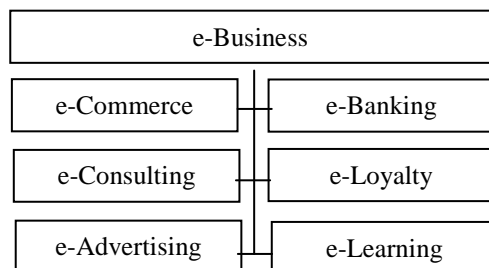 e-Business
e-Commerce
e-Banking
e-Consulting
e-Loyalty
e-Advertising
e-Learning